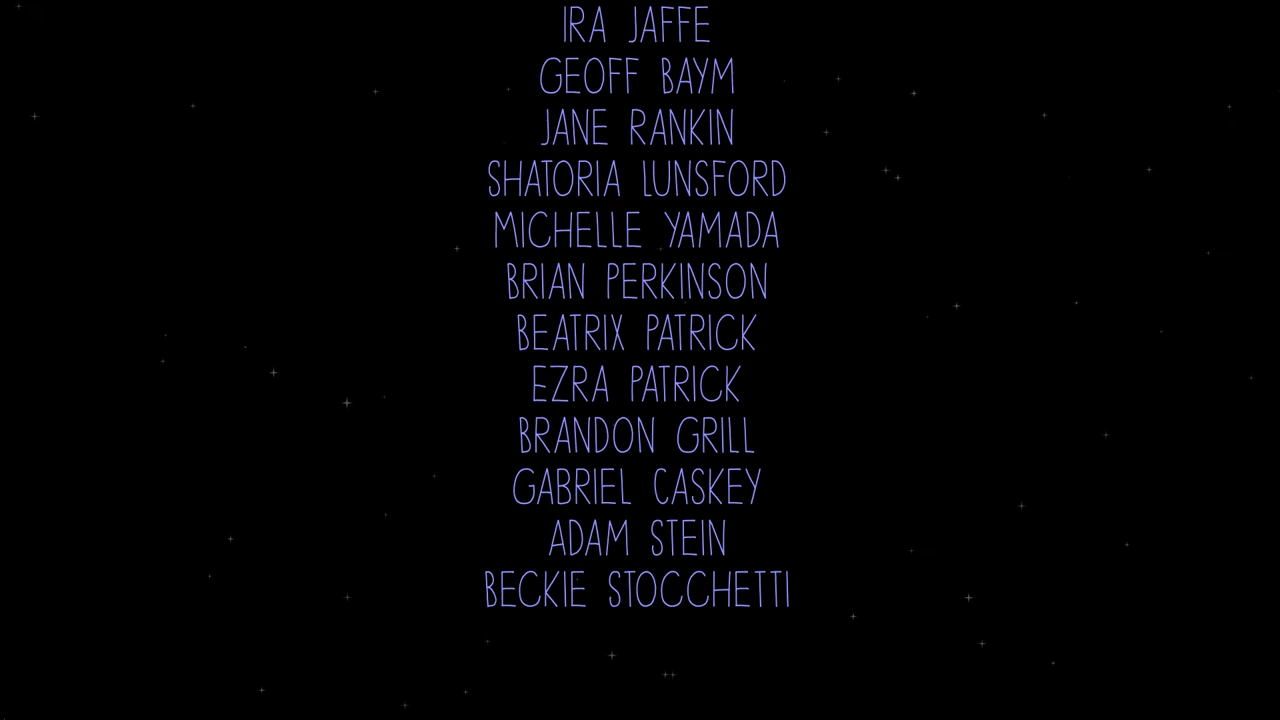 IRA JAFFE
GEOFF BAYM
JANE RANKIN
SHATORIA LUNSFORD
MICHELLE YAMADA
BRIAN PERKINSON
BEATRIX PATRICK
EZRA PATRICK
BRANDON GRILL
GABRIEL CASKEY
ADAM STEIN
BECKIE STOCCHETTI